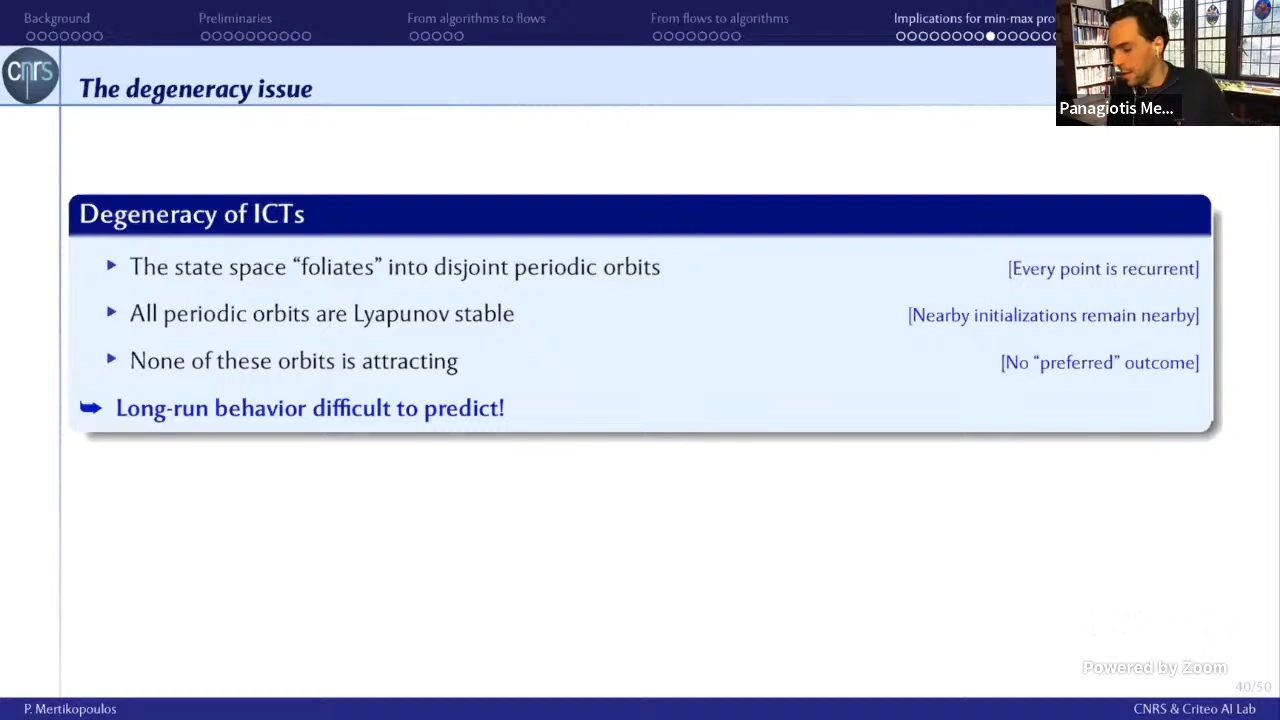 Background Preliminaries From algorithms to flows From flows to algorithms Implications for min-max pro
cnrs
The degeneracy issue
Panagiotis Me...
Degeneracy of ICTs
The state space “foliates” into disjoint periodic orbits [Every point is recurrent]
All periodic orbits are Lyapunov stable [Nearby initializations remain nearby]
None of these orbits is attracting [No “preferred” outcome]
Long-run behavior difficult to predict!
Powered by Zoom
40/50
P. Mertikopoulos CNRS & Criteo AI Lab